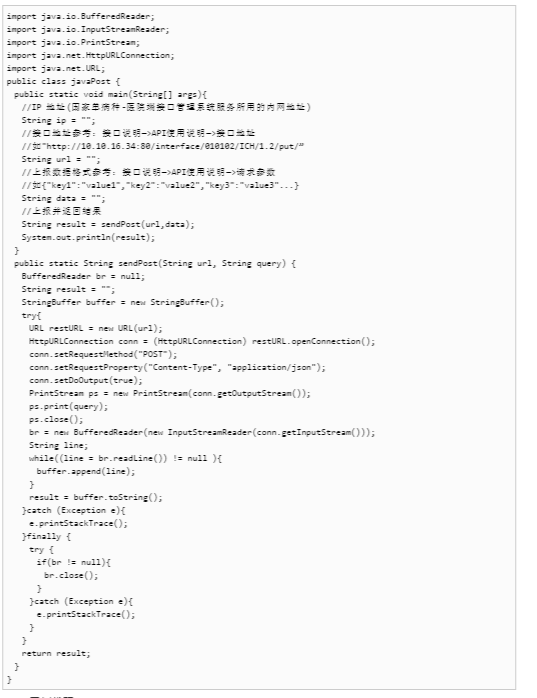 import java.io.BufferedReader;
import java.io.InputStreamReader;
import java.io.PrintStream;
import java.net.HttpURLConnection;
import java.net.URL;
public class javaPost {
public static void main(String[] args){
//IP 地址(国家单病种-医院端接口管理系统服务所用的内网地址)
String ip = "";
//接口地址参考：接口说明->API使用说明->接口地址
//如"http://10.10.16.34:80/interface/010102/ICH/1.2/put/"
String url = "";
//上报数据格式参考：接口说明->API使用说明->请求参数
//如{"key1":"value1","key2":"value2","key3":"value3"...}
String data = "";
//上报并返回结果
String result = sendPost(url,data);
System.out.println(result);
}
public static String sendPost(String url, String query) {
BufferedReader br = null;
String result = "";
StringBuffer buffer = new StringBuffer();
try{
URL restURL = new URL(url);
HttpURLConnection conn = (HttpURLConnection) restURL.openConnection();
conn.setRequestMethod("POST");
conn.setRequestProperty("Content-Type", "application/json");
conn.setDoOutput(true);
PrintStream ps = new PrintStream(conn.getOutputStream());
ps.print(query);
ps.close();
br = new BufferedReader(new InputStreamReader(conn.getInputStream()));
String line;
while((line = br.readLine()) != null ){
buffer.append(line);
}
result = buffer.toString();
}catch (Exception e){
e.printStackTrace();
}finally {
try {
if(br != null){
br.close();
}
}catch (Exception e){
e.printStackTrace();
}
}
return result;
}
}